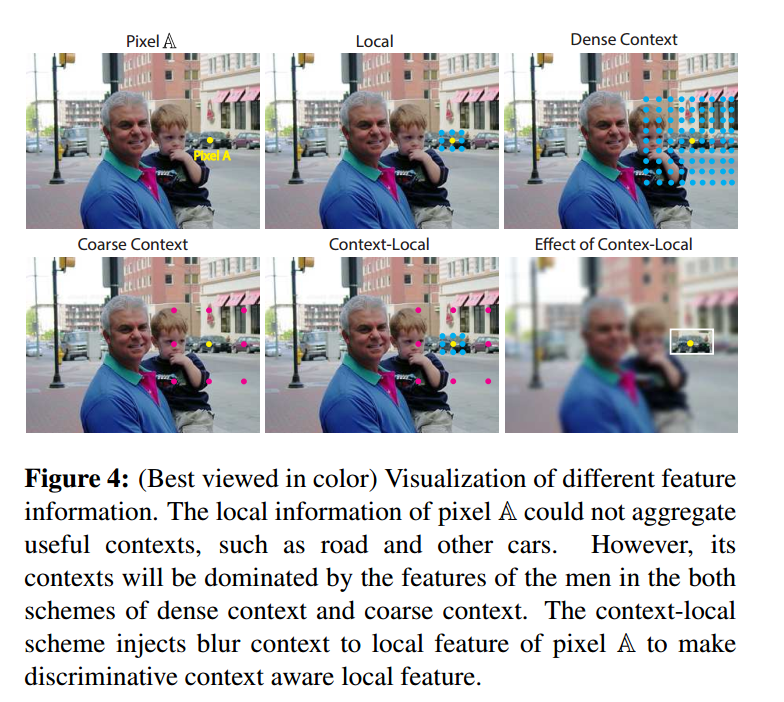 Pixel 𝔸
Local
Dense Context
Pixel A
Coarse Context
Context-Local
Effect of Contex-Local
Figure 4: (Best viewed in color) Visualization of different feature
information. The local information of pixel 𝔸 could not aggregate
useful contexts, such as road and other cars. However, its
contexts will be dominated by the features of the men in the both
schemes of dense context and coarse context. The context-local
scheme injects blur context to local feature of pixel 𝔸 to make
discriminative context aware local feature.